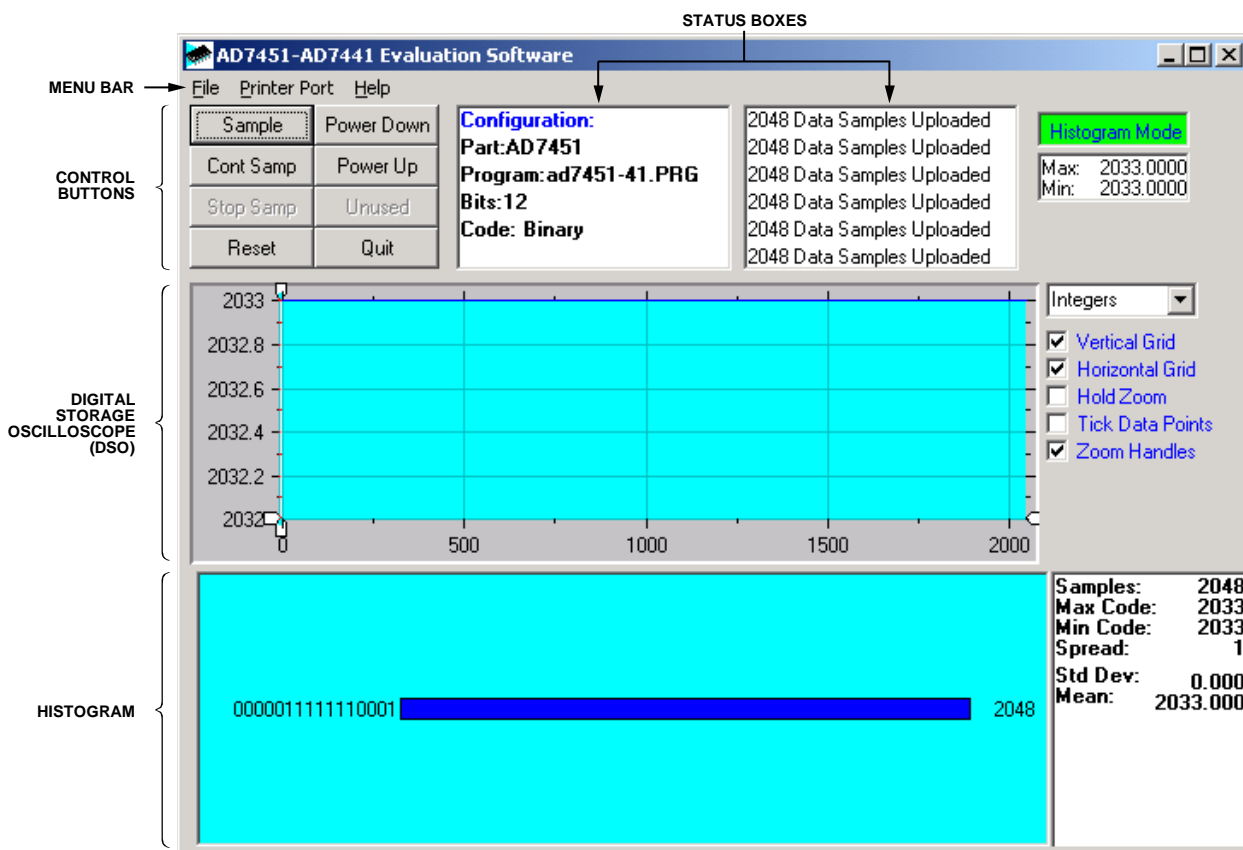 STATUS BOXES
AD7451-AD7441 Evaluation Software
MENU BAR
File Printer Port Help
CONTROL
BUTTONS
Sample Power Down
Cont Samp Power Up
Stop Samp Unused
Reset Quit
Configuration:
Part:AD7451
Program:ad7451-41.PRG
Bits:12
Code: Binary
2048 Data Samples Uploaded
2048 Data Samples Uploaded
2048 Data Samples Uploaded
2048 Data Samples Uploaded
2048 Data Samples Uploaded
2048 Data Samples Uploaded
Histogram Mode
Max: 2033.0000
Min: 2033.0000
DIGITAL
STORAGE
OSCILLOSCOPE
(DSO)
2033
2032.8
2032.6
2032.4
2032.2
2032
0 500 1000 1500 2000
Integers
Vertical Grid
Horizontal Grid
Hold Zoom
Tick Data Points
Zoom Handles
HISTOGRAM
0000011111110001 2048
Samples: 2048
Max Code: 2033
Min Code: 2033
Spread: 1
Std Dev: 0.000
Mean: 2033.000